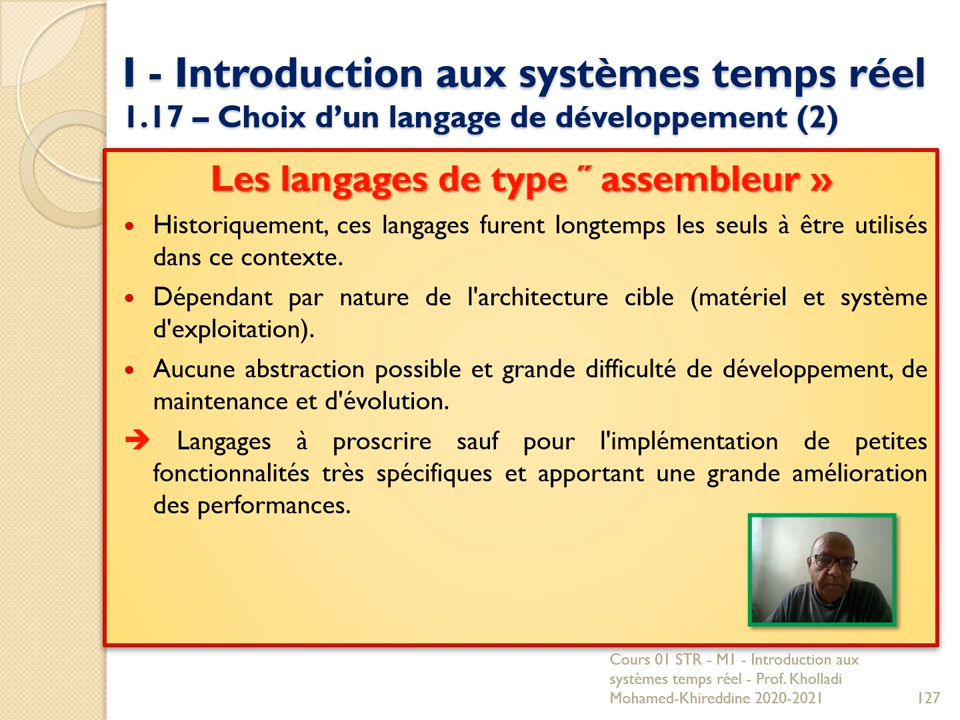 I - Introduction aux systèmes temps réel
1.17 – Choix d’un langage de développement (2)
Les langages de type ˝ assembleur »
• Historiquement, ces langages furent longtemps les seuls à être utilisés
dans ce contexte.
• Dépendant par nature de l'architecture cible (matériel et système
d'exploitation).
• Aucune abstraction possible et grande difficulté de développement, de
maintenance et d'évolution.
➔ Langages à proscrire sauf pour l'implémentation de petites
fonctionnalités très spécifiques et apportant une grande amélioration
des performances.
Cours 01 STR - M1 - Introduction aux
systèmes temps réel - Prof. Kholladi
Mohamed-Khireddine 2020-2021
127